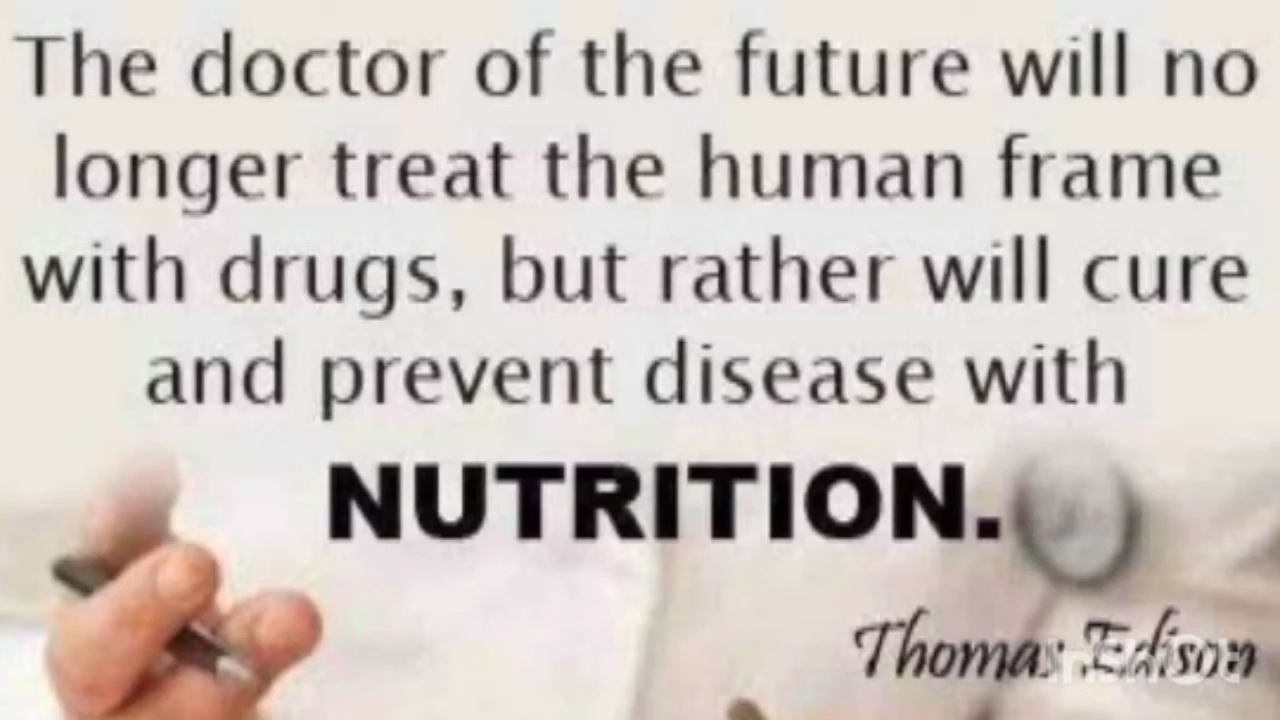 The doctor of the future will no
longer treat the human frame
with drugs, but rather will cure
and prevent disease with
NUTRITION.
Thomas Edison
InShOt